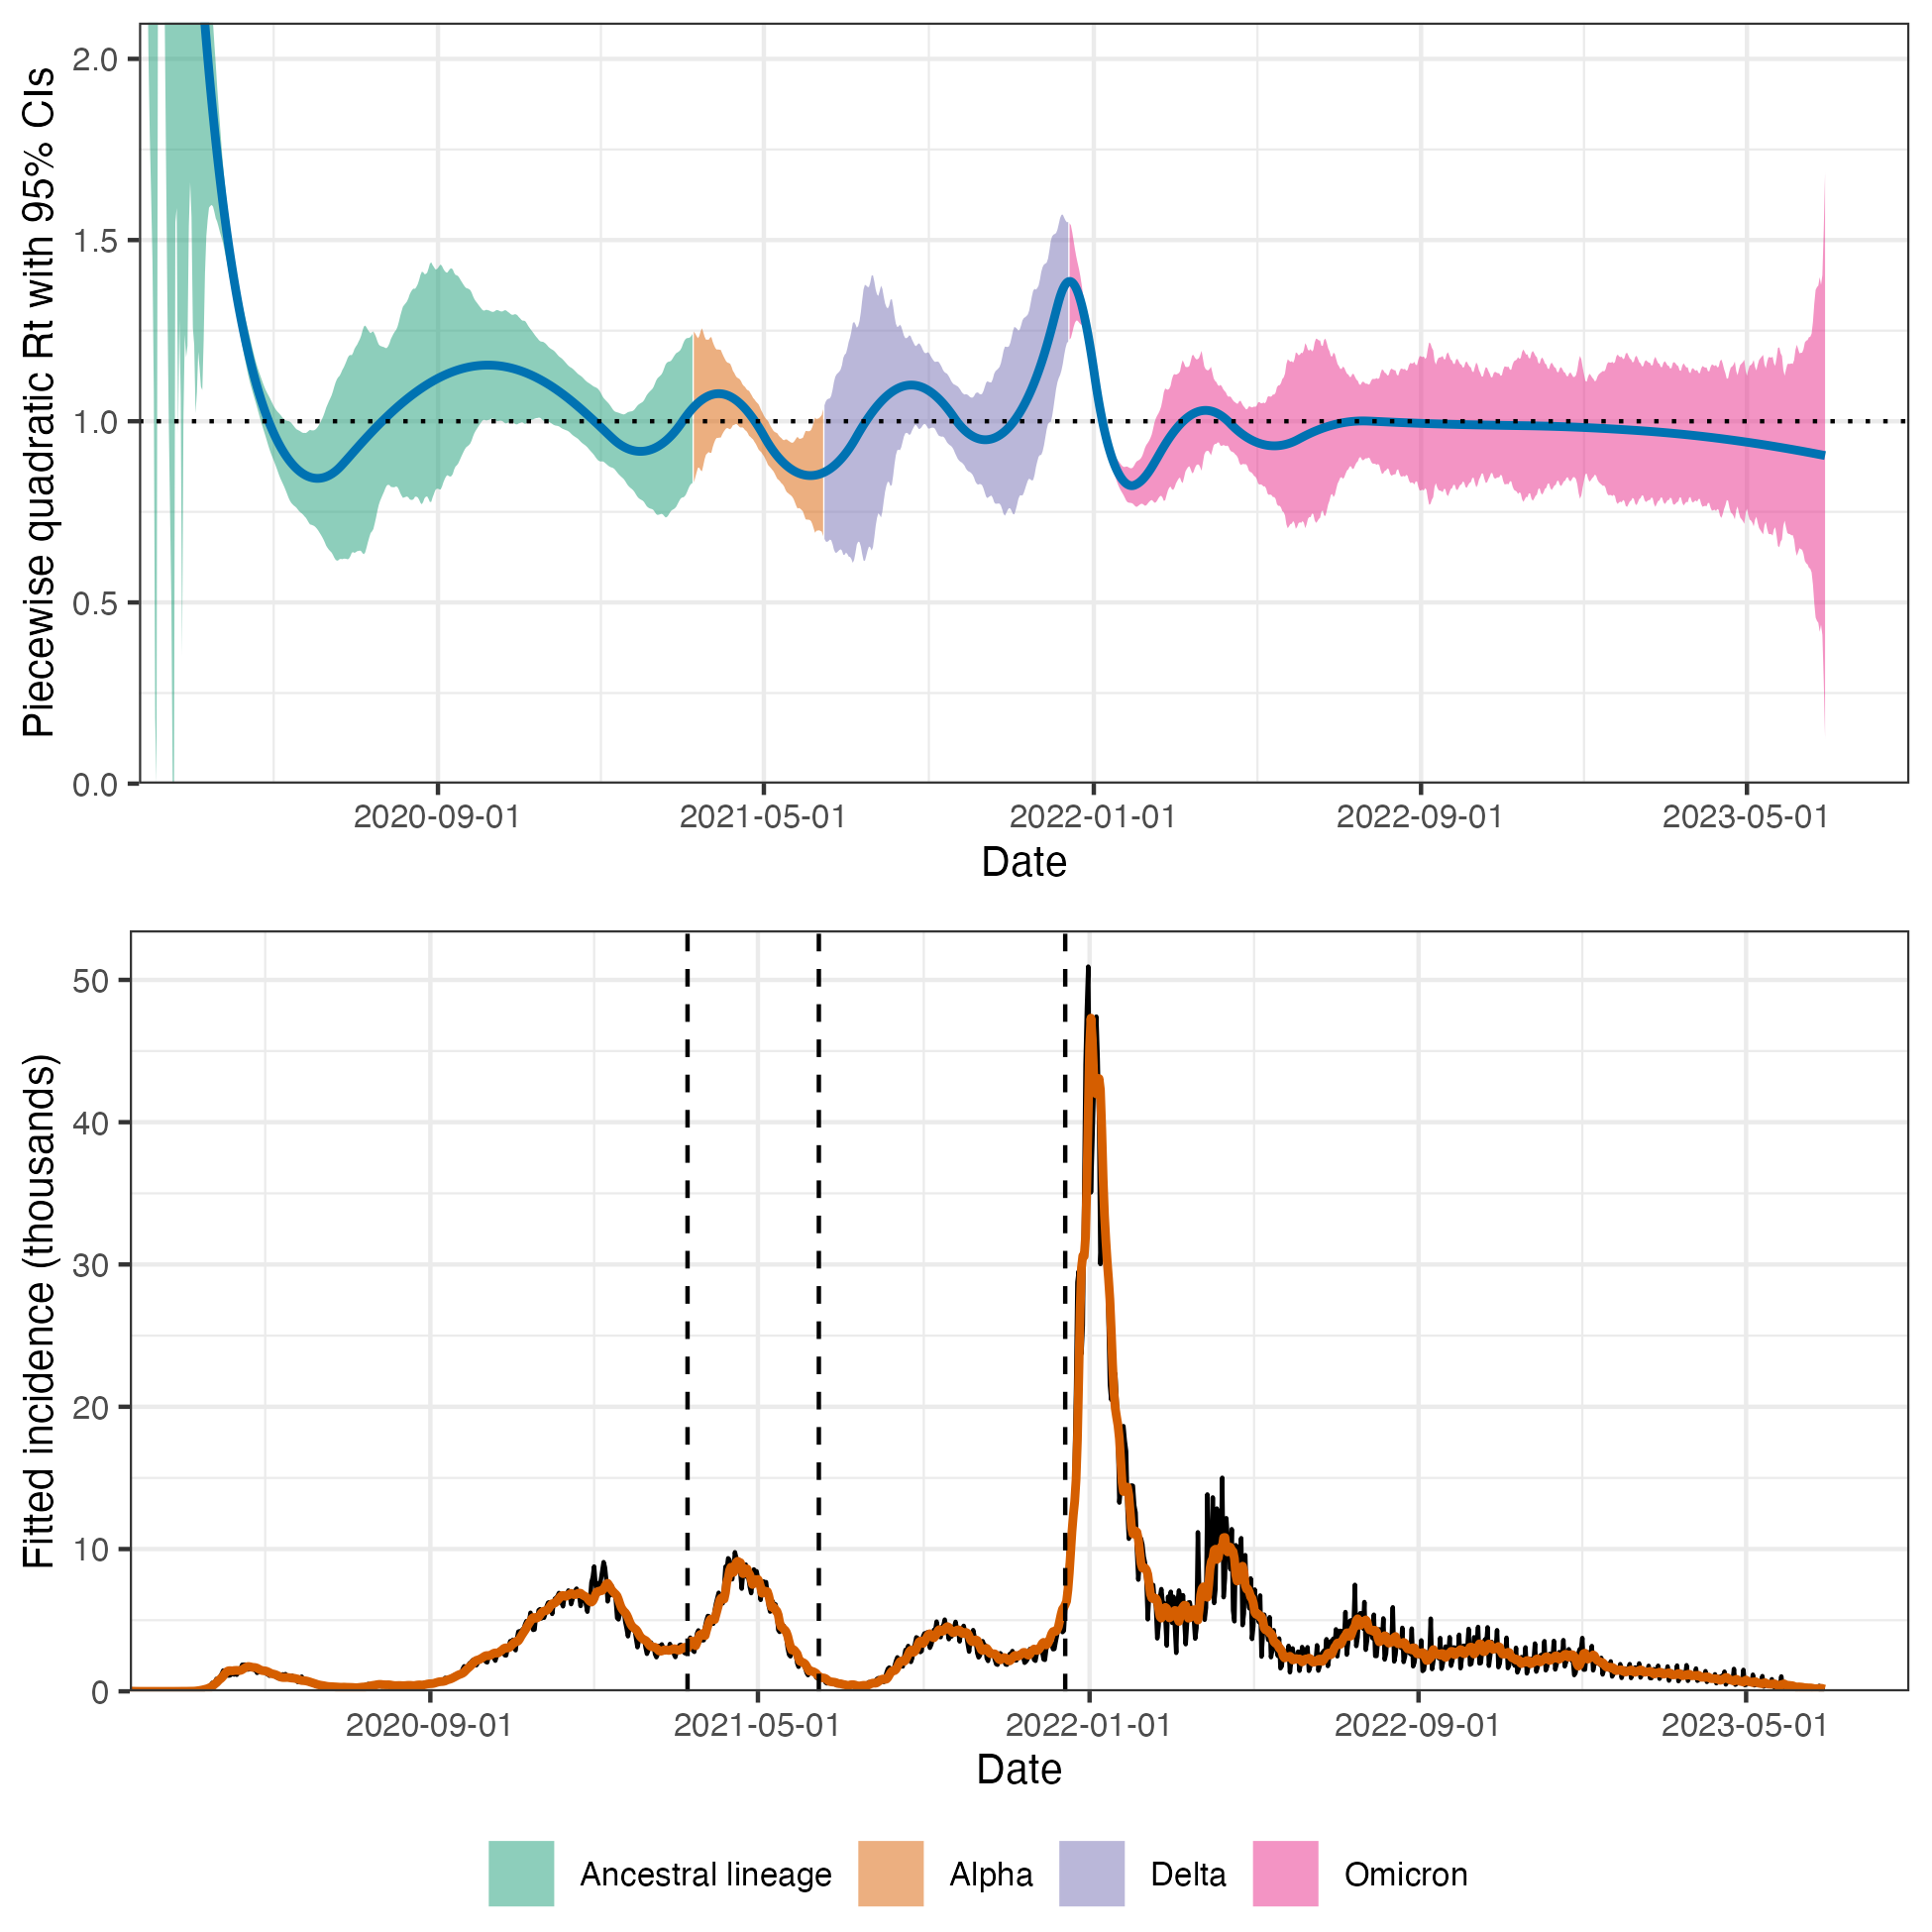 Piecewise quadratic Rt with 95% CIs
2.0
1.5
1.0
0.5
0.0
2020-09-01 2021-05-01 2022-01-01 2022-09-01 2023-05-01
Date
Fitted incidence (thousands)
50
40
30
20
10
0
2020-09-01 2021-05-01 2022-01-01 2022-09-01 2023-05-01
Date
Ancestral lineage Alpha Delta Omicron